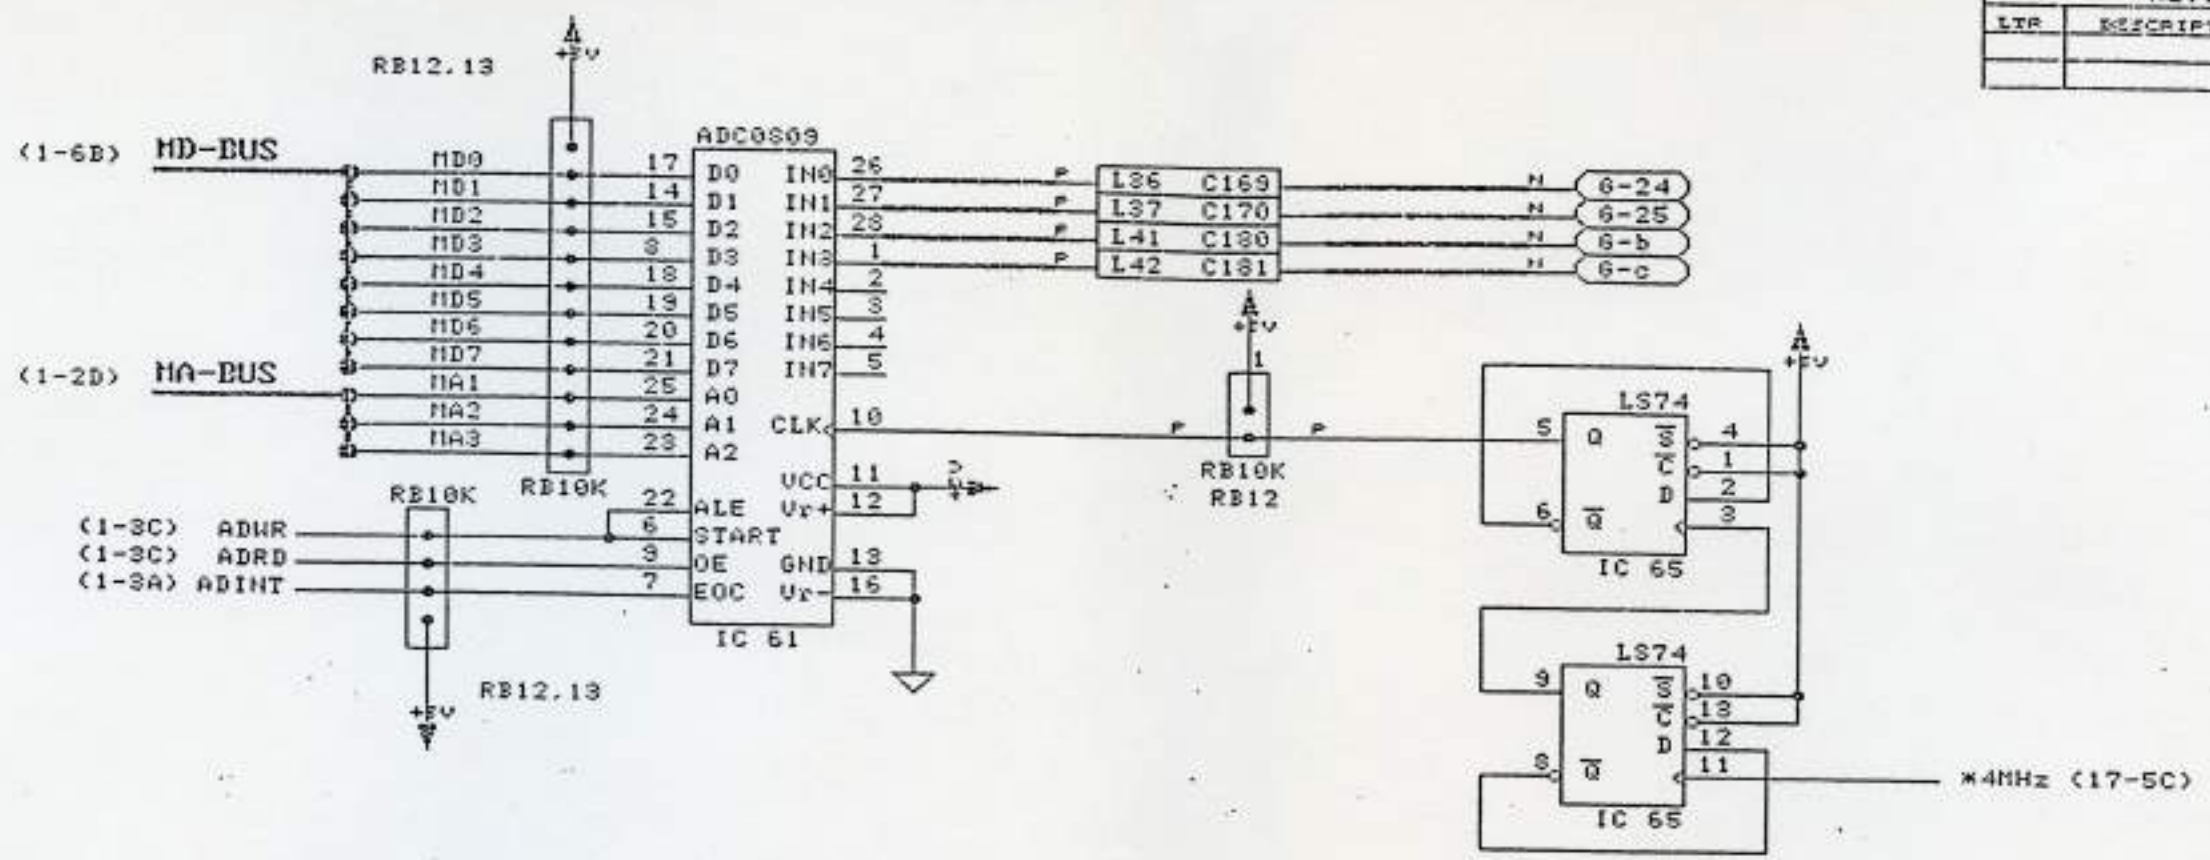 LTR DESCRIPT
RB12.13 +5V
(1-6B) MD-BUS
ADC0809
MD0 17 D0 IN0 26 P L86 C169 N G-24
MD1 14 D1 IN1 27 P L37 C170 N G-25
MD2 15 D2 IN2 28 P L41 C180 N G-b
MD3 8 D3 IN3 1 P L42 C181 N G-c
MD4 18 D4 IN4 2
MD5 19 D5 IN5 3
MD6 20 D6 IN6 4
MD7 21 D7 IN7 5
+5V 1
+5V
(1-2D) MA-BUS
MA1 25 A0
MA2 24 A1 CLK 10 P P
MA3 23 A2
RB10K
RB12
LS74
5 Q S 4
C 1
D 2
6 Q 3
IC 65
RB10K RB10K
VCC 11 +5V
22 ALE Vr+ 12
(1-3C) ADWR 6 START
(1-3C) ADRD 9 OE GND 13
(1-3A) ADINT 7 EOC Vr- 16
IC 61
RB12.13
+5V
LS74
9 Q S 10
C 13
D 12
8 Q 11 *4MHz (17-5C)
IC 65